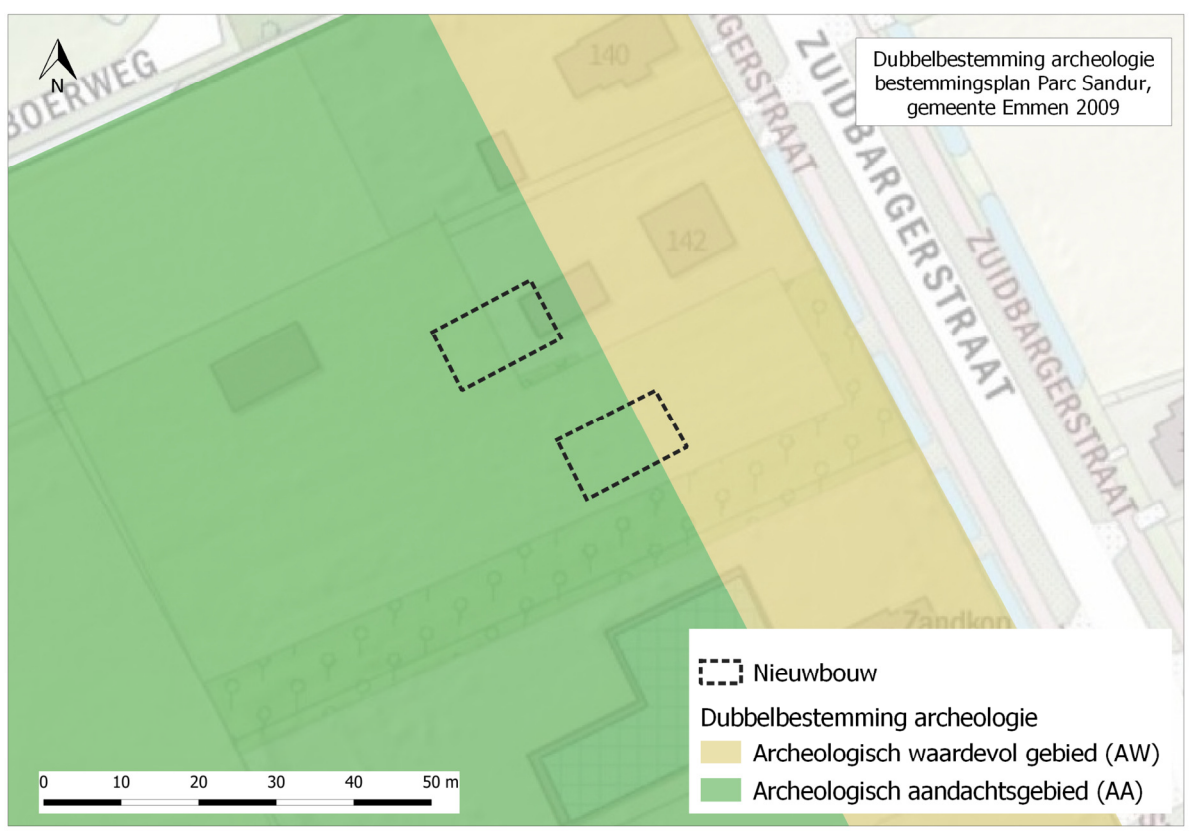 Dubbelbestemming archeologie
bestemmingsplan Parc Sandur,
gemeente Emmen 2009
N
BOERWEG
140
GERSTRAAT
ZUIDBARGERSTRAAT
142
ZUIDBARGERSTRAAT
Zandkop
Nieuwbouw
Dubbelbestemming archeologie
Archeologisch waardevol gebied (AW)
Archeologisch aandachtsgebied (AA)
0 10 20 30 40 50 m